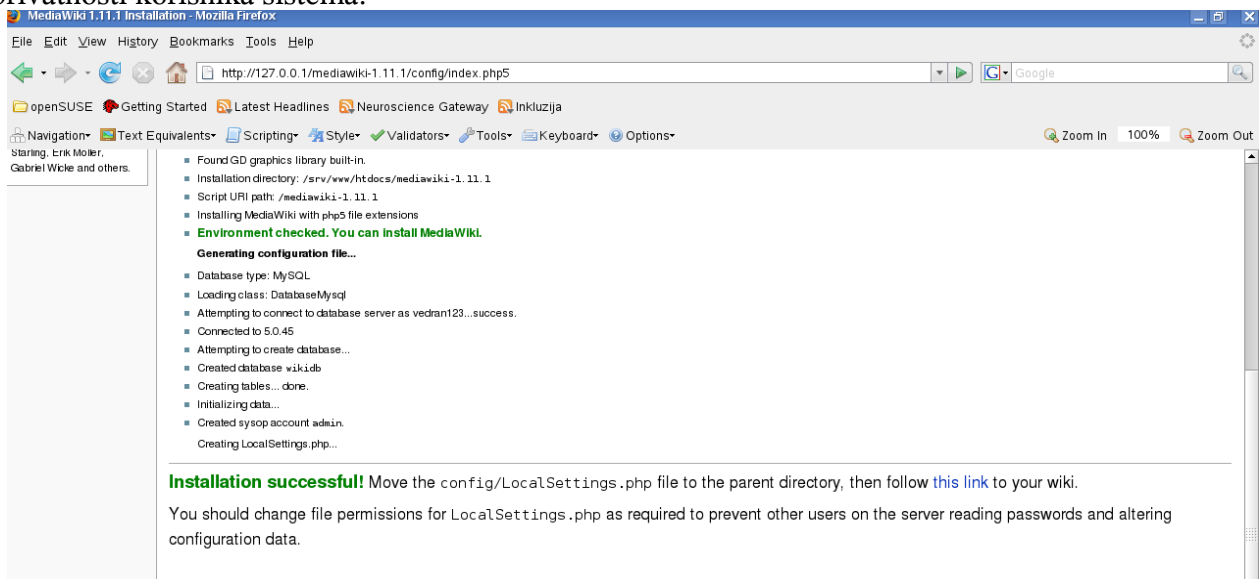 privatnosti korisnika sistema.
MediaWiki 1.11.1 Installation - Mozilla Firefox
File Edit View History Bookmarks Tools Help
http://127.0.0.1/mediawiki-1.11.1/config/index.php5
G Google
openSUSE Getting Started Latest Headlines Neuroscience Gateway Inkluzija
Navigation Text Equivalents Scripting Style Validators Tools Keyboard Options Zoom In 100% Zoom Out
Starling, Erik Möller,
Gabriel Wicke and others.
Found GD graphics library built-in.
Installation directory: /srv/www/htdocs/mediawiki-1.11.1
Script URI path: /mediawiki-1.11.1
Installing MediaWiki with php5 file extensions
Environment checked. You can install MediaWiki.
Generating configuration file...
Database type: MySQL
Loading class: DatabaseMysql
Attempting to connect to database server as vedran123...success.
Connected to 5.0.45
Attempting to create database...
Created database wikidb
Creating tables... done.
Initializing data...
Created sysop account admin.
Creating LocalSettings.php...
Installation successful! Move the config/LocalSettings.php file to the parent directory, then follow this link to your wiki.
You should change file permissions for LocalSettings.php as required to prevent other users on the server reading passwords and altering
configuration data.